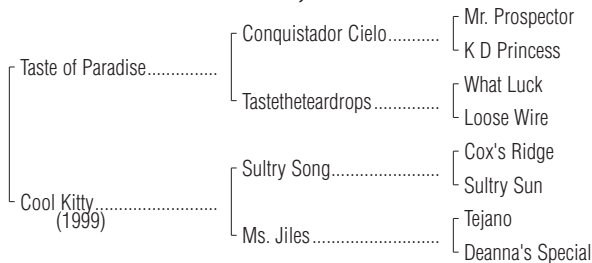 Mr. Prospector
Conquistador Cielo...........
K D Princess
Taste of Paradise...............
What Luck
Tastetheteardrops..............
Loose Wire
Cox's Ridge
Sultry Song.......................
Sultry Sun
Cool Kitty..........................
(1999)
Tejano
Ms. Jiles...........................
Deanna's Special